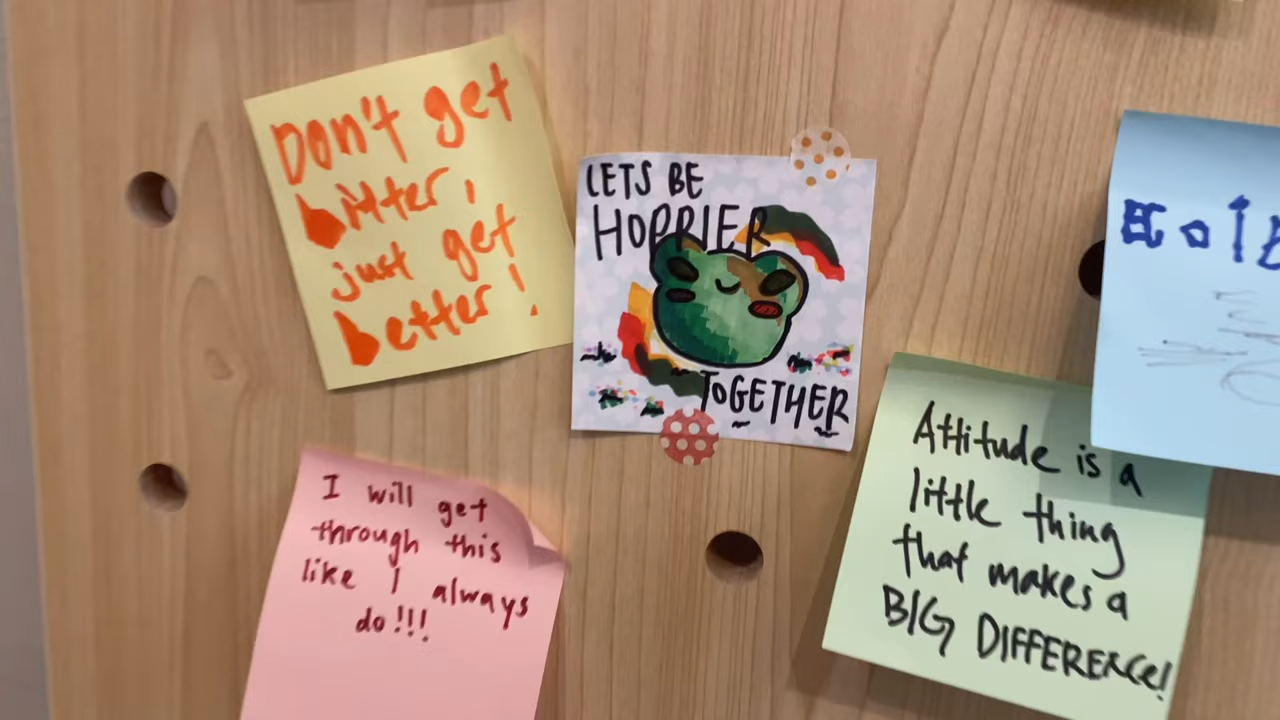 Don't get
bitter,
just get
better!
LETS BE
HOPPIER
TOGETHER
I will get
through this
like I always
do!!!
Attitude is a
little thing
that makes a
BIG DIFFERENCE!